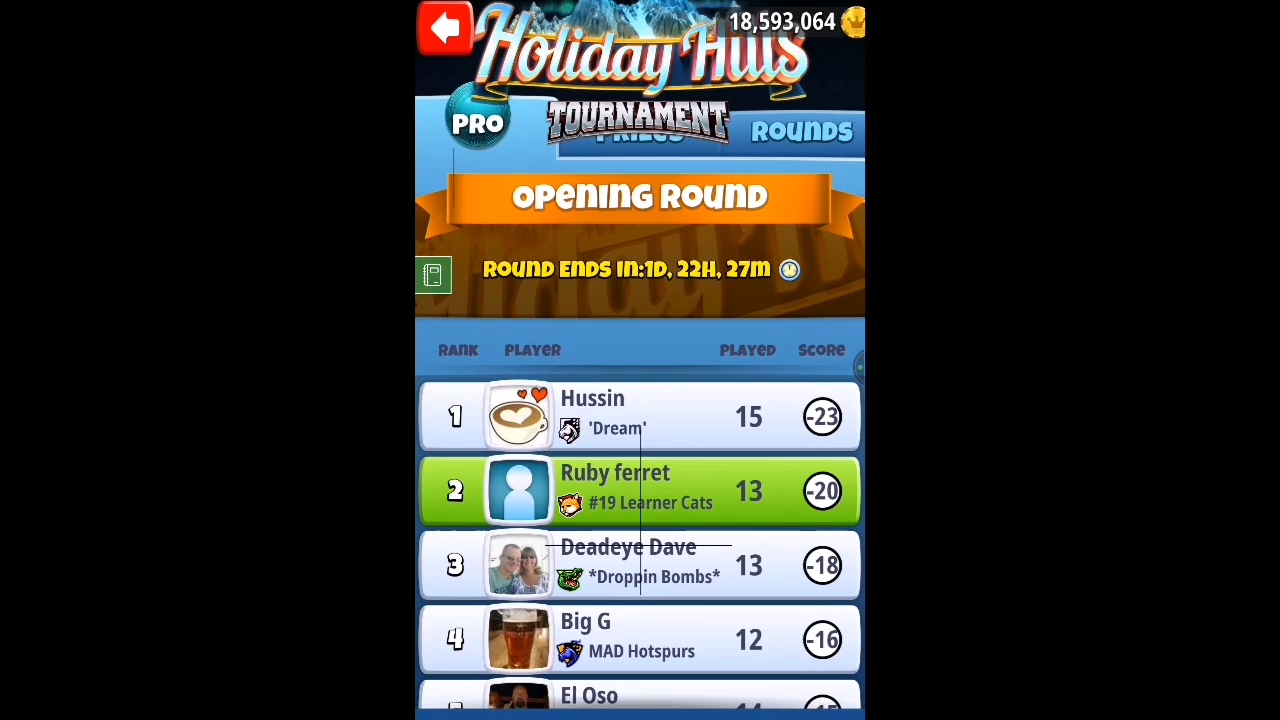 18,593,064
Holiday Hills
TOURNAMENT
PRO
PRIZES
ROUNDS
OPENING ROUND
ROUND ENDS IN:1D, 22H, 27M
RANK PLAYER PLAYED SCORE
1 Hussin 15 -23
'Dream'
2 Ruby ferret 13 -20
#19 Learner Cats
3 Deadeye Dave 13 -18
*Droppin Bombs*
4 Big G 12 -16
MAD Hotspurs
El Oso